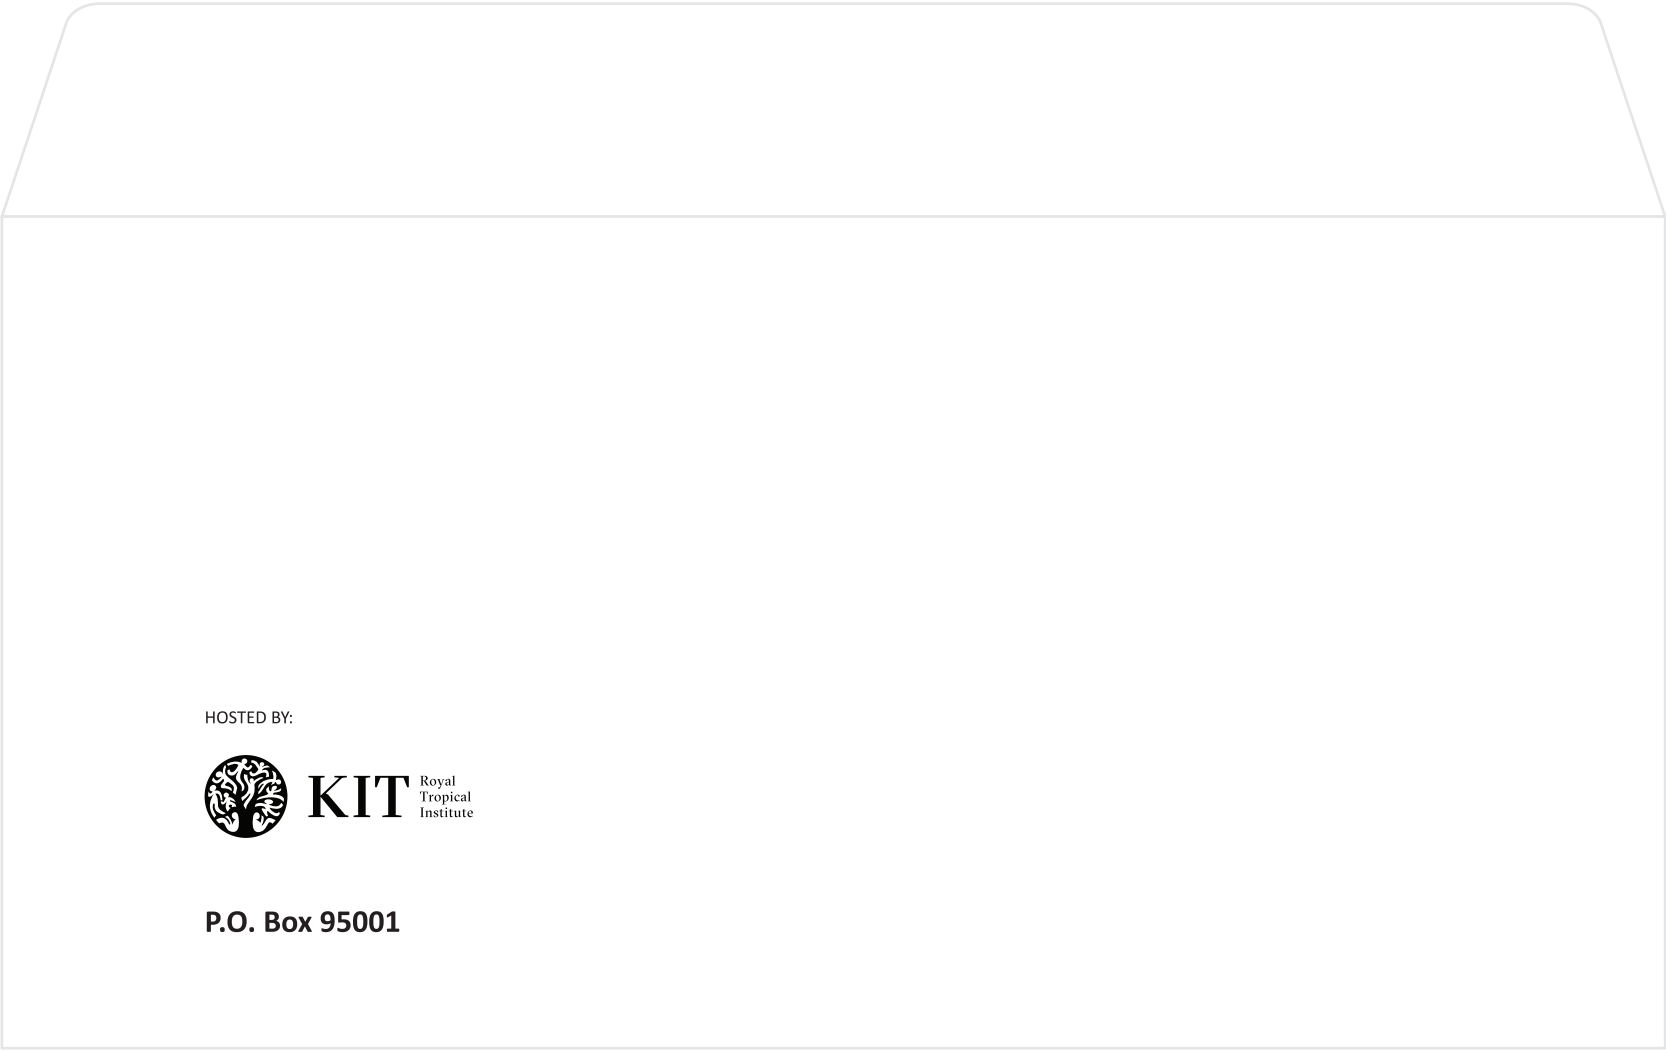 HOSTED BY:
KIT
Royal
Tropical
Institute
P.O. Box 95001